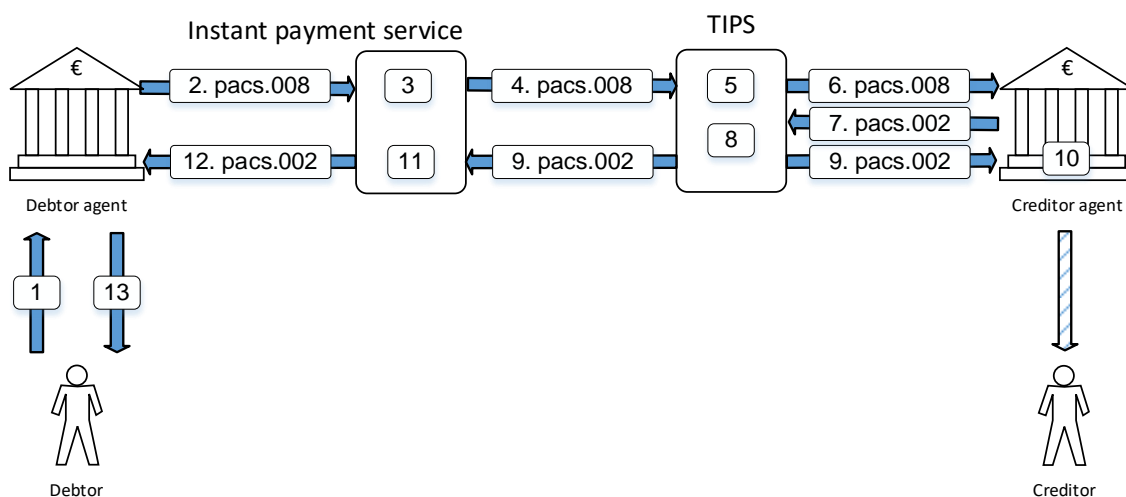 Instant payment service
TIPS
€
2. pacs.008
3
4. pacs.008
5
6. pacs.008
€
7. pacs.002
8
12. pacs.002
11
9. pacs.002
9. pacs.002
10
Debtor agent
Creditor agent
1
13
Debtor
Creditor